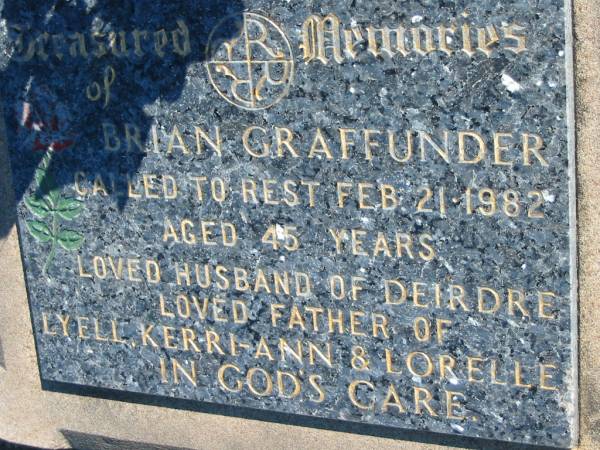 Treasured Memories
of
BRIAN GRAFFUNDER
CALLED TO REST FEB. 21·1982
AGED 45 YEARS
LOVED HUSBAND OF DEIRDRE
LOVED FATHER OF
LYELL, KERRI-ANN & LORELLE
IN GOD'S CARE.